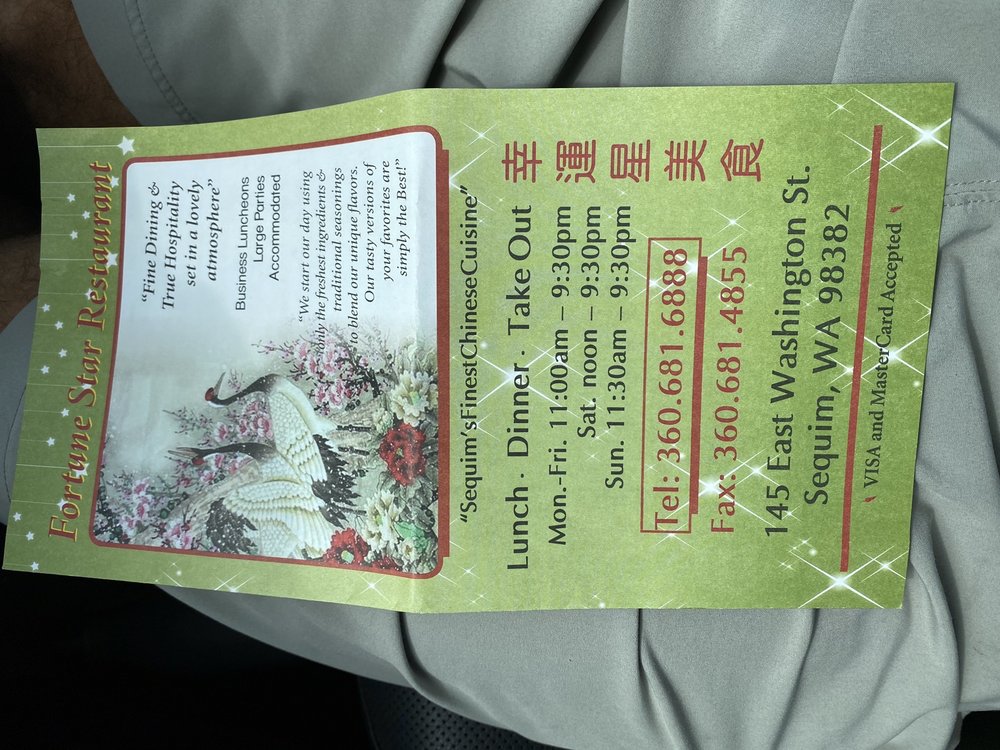 Fortune Star Restaurant
“Fine Dining &
True Hospitality
set in a lovely
atmosphere”
Business Luncheons
Large Parties
Accommodated
“We start our day using
only the freshest ingredients &
traditional seasonings
to blend our unique flavors.
Our tasty versions of
your favorites are
simply the Best!”
“Sequim’sFinestChineseCuisine”
Lunch · Dinner · Take Out
Mon.-Fri. 11:00am – 9:30pm
Sat. noon – 9:30pm
Sun. 11:30am – 9:30pm
幸運星美食
Tel: 360.681.6888
Fax: 360.681.4855
145 East Washington St.
Sequim, WA 98382
VISA and MasterCard Accepted